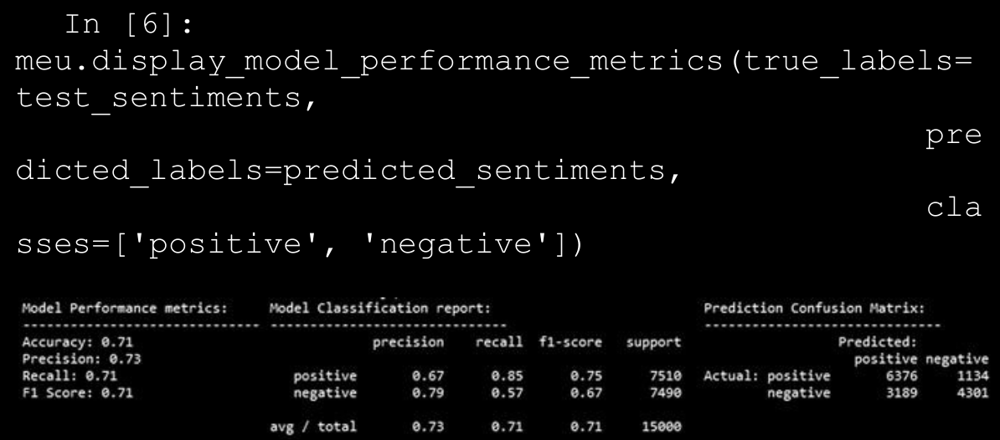 In [6]:
meu.display_model_performance_metrics(true_labels=
test_sentiments,
pre
dicted_labels=predicted_sentiments,
cla
sses=['positive', 'negative'])
Model Performance metrics:
------------------------------
Accuracy: 0.71
Precision: 0.73
Recall: 0.71
F1 Score: 0.71
Model Classification report:
------------------------------
precision recall f1-score support
positive 0.67 0.85 0.75 7510
negative 0.79 0.57 0.67 7490
avg / total 0.73 0.71 0.71 15000
Prediction Confusion Matrix:
------------------------------
Predicted:
positive negative
Actual: positive 6376 1134
negative 3189 4301